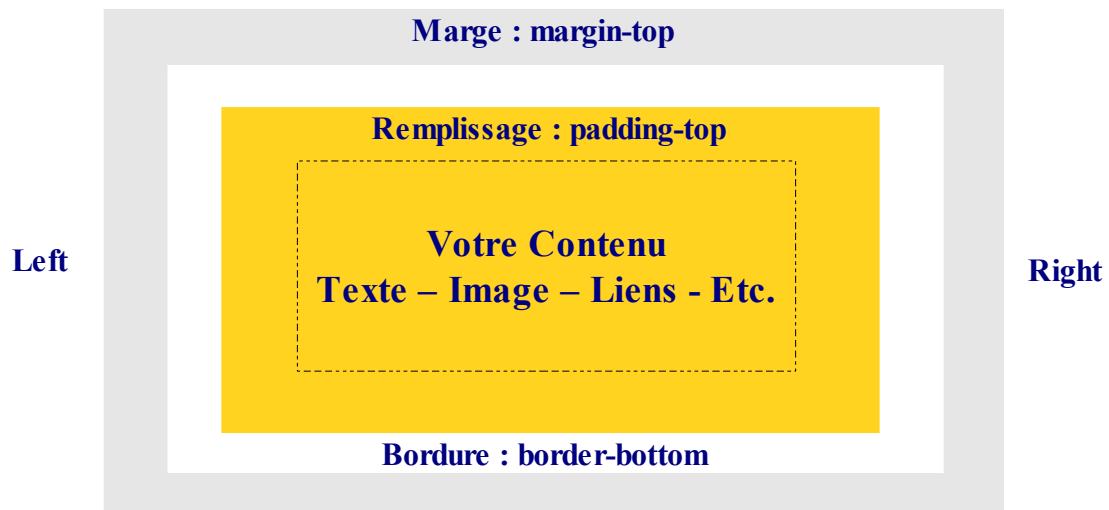 Marge : margin-top
Remplissage : padding-top
Votre Contenu
Texte – Image – Liens - Etc.
Left
Right
Bordure : border-bottom